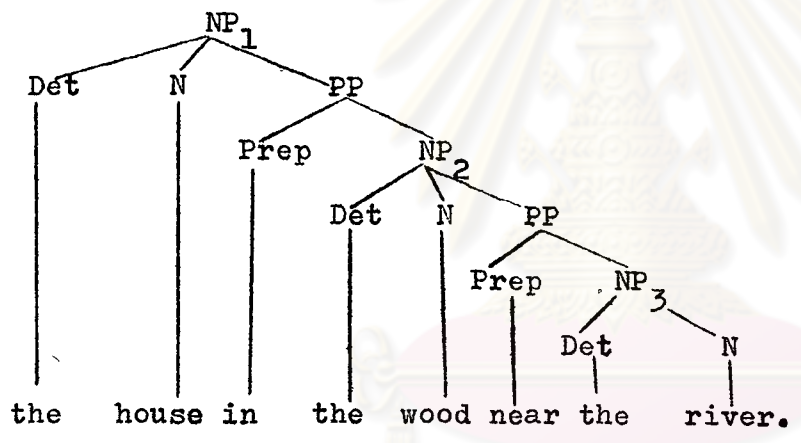 NP1
Det N PP
Prep NP2
Det N PP
Prep NP3
Det N
the house in the wood near the river.